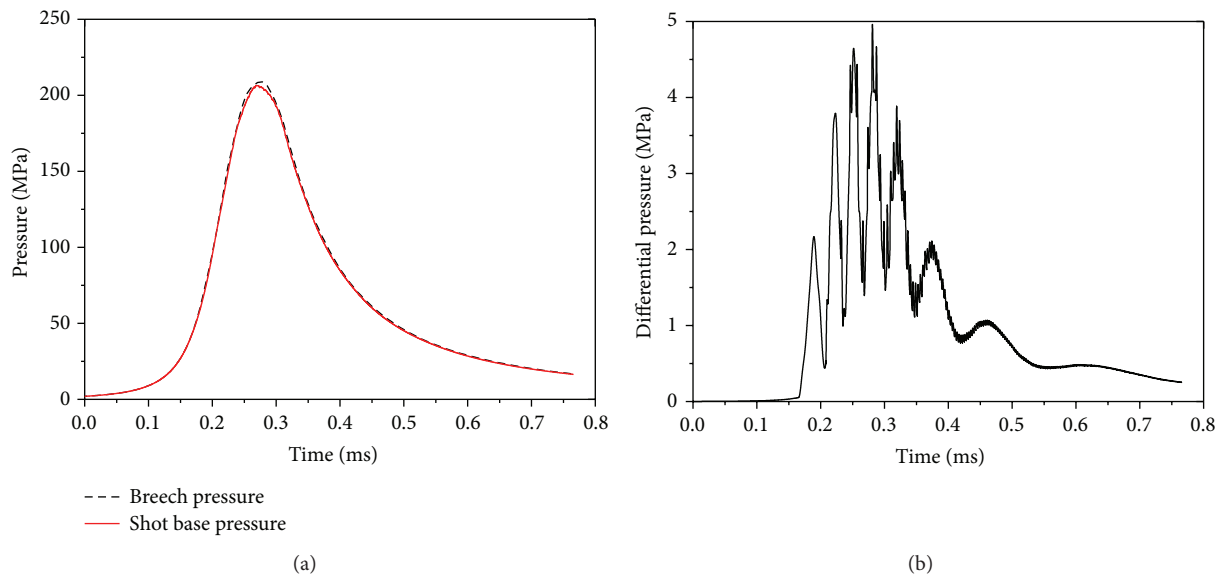 250
200
150
100
50
0
Pressure (MPa)
0.0 0.1 0.2 0.3 0.4 0.5 0.6 0.7 0.8
Time (ms)
Breech pressure
Shot base pressure
(a)
5
4
3
2
1
0
Differential pressure (MPa)
0.0 0.1 0.2 0.3 0.4 0.5 0.6 0.7 0.8
Time (ms)
(b)